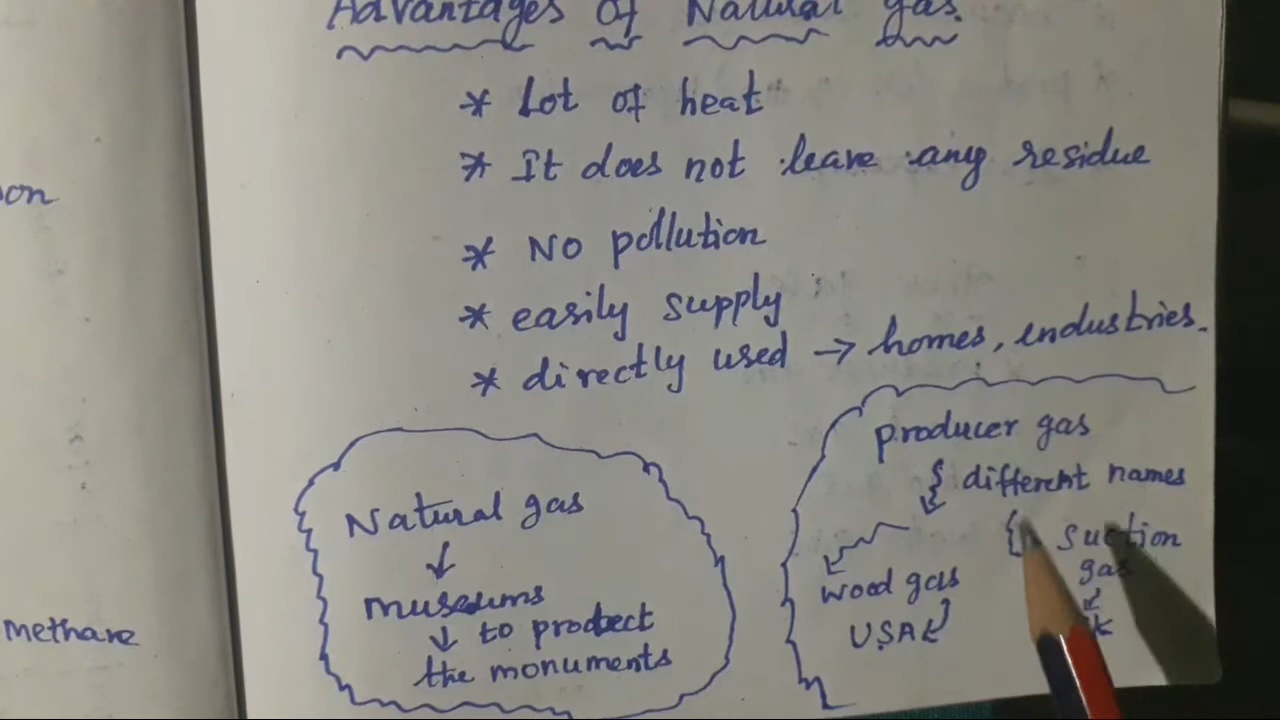 Advantages Of Natural gas.
* Lot of heat
* It does not leave any residue
* NO pollution
* easily supply
* directly used → homes, industries.
on
methane
Natural gas
↓
museums
↓ to protect
the monuments
producer gas
{ different names
wood gas
USA
{ suction
gas